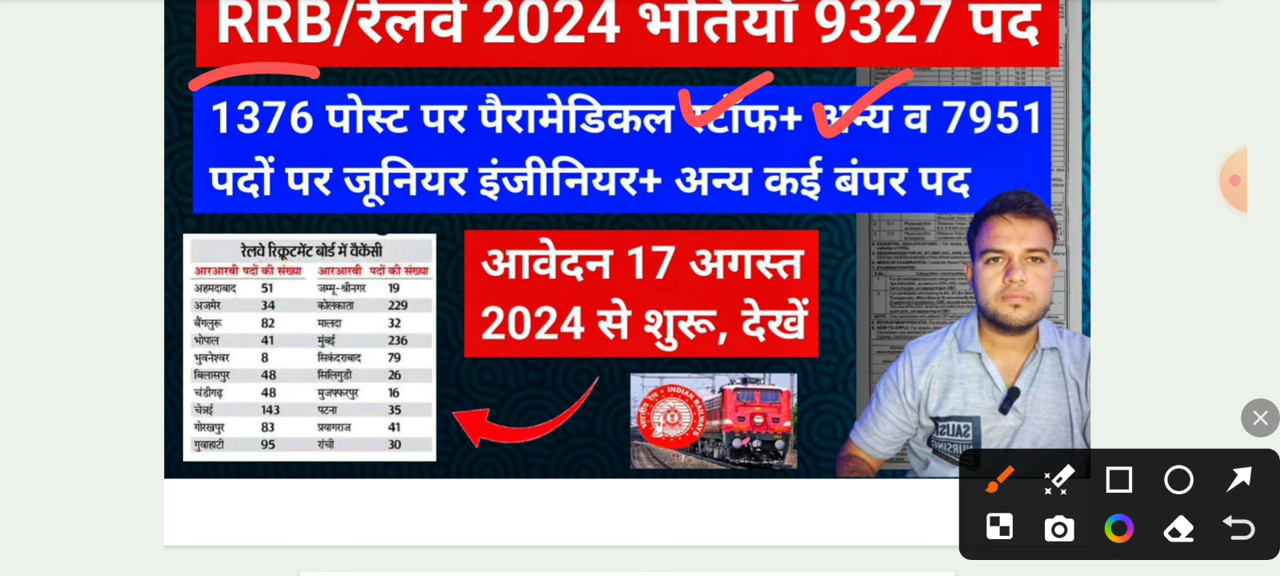 RRB/रेलवे 2024 भर्तियाँ 9327 पद
1376 पोस्ट पर पैरामेडिकल स्टॉफ+ अन्य व 7951
पदों पर जूनियर इंजीनियर+ अन्य कई बंपर पद
रेलवे रिक्रूटमेंट बोर्ड में वैकेंसी
आरआरबी पदों की संख्या आरआरबी पदों की संख्या
अहमदाबाद 51 जम्मू-श्रीनगर 19
अजमेर 34 कोलकाता 229
बैंगलुरू 82 मालदा 32
भोपाल 41 मुंबई 236
भुवनेश्वर 8 सिकंदराबाद 79
बिलासपुर 48 सिलिगुडी 26
चंडीगढ़ 48 मुजफ्फरपुर 16
चेन्नई 143 पटना 35
गोरखपुर 83 प्रयागराज 41
गुवाहाटी 95 रांची 30
आवेदन 17 अगस्त
2024 से शुरू, देखें
INDIAN RAILWAYS